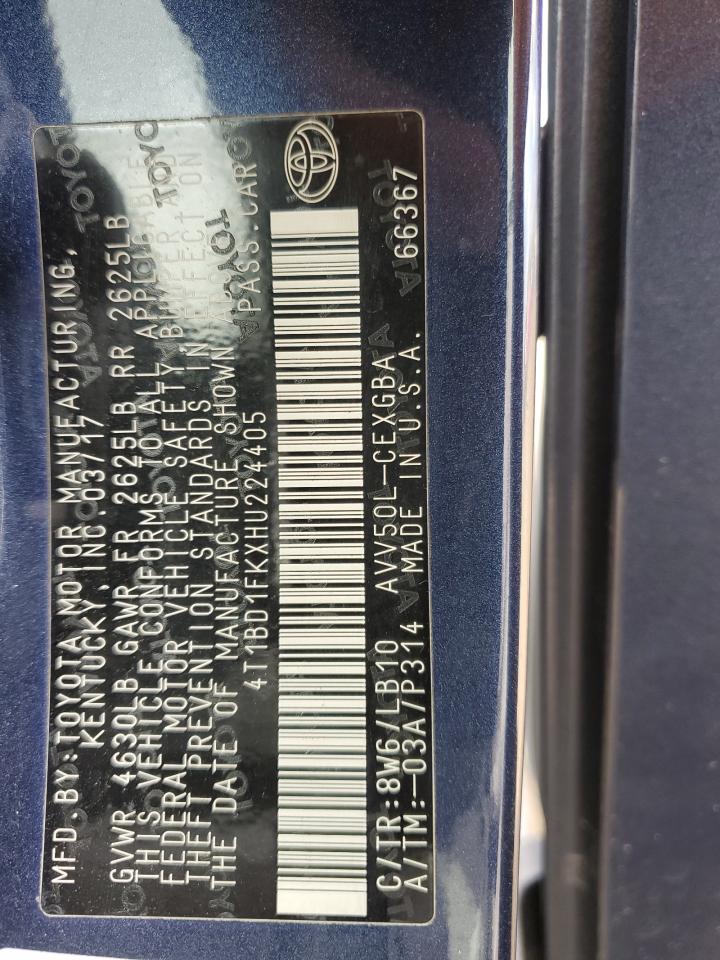 MFD.BY:TOYOTA MOTOR MANUFACTURING,
KENTUCKY,INC.03/17
GVWR 4630LB GAWR FR 2625LB RR 2625LB
THIS VEHICLE CONFORMS TO ALL APPLICABLE
FEDERAL MOTOR VEHICLE SAFETY BUMPER AND
THEFT PREVENTION STANDARDS IN EFFECT ON
THE DATE OF MANUFACTURE SHOWN ABOVE.
4T1BD1FKXHU224405 PASS.CAR
C/TR:8W6/LB10 AVV50L-CEXGBA 66367
A/TM:-03A/P314 MADE IN U.S.A.